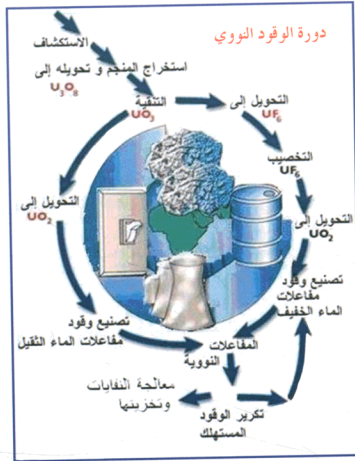 دورة الوقود النووي
الاستكشاف
استخراج المنجم و تحويله إلى
U₃O₈
التنقية
UO₃
التحويل إلى
UF₆
التخصيب
UF₆
التحويل إلى
UO₂
التحويل إلى
UO₂
تصنيع وقود
مفاعلات
الماء الخفيف
تصنيع وقود
مفاعلات الماء الثقيل
المفاعلات
النووية
معالجة النفايات
وتخزينها
تكرير الوقود
المستهلك